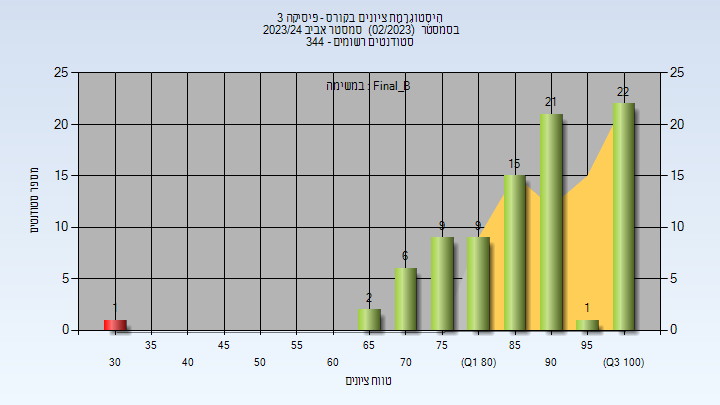 היסטוגרמת ציונים בקורס - פיסיקה 3
בסמסטר (02/2023) סמסטר אביב 2023/24
סטודנטים רשומים - 344
במשימה : Final_B
25 25
20 20
15 15
10 10
5 5
0 0
1 2 6 9 9 15 21 1 22
מספר סטודנטים
35 45 55 65 75 85 95
30 40 50 60 70 (Q1 80) 90 (Q3 100)
טווח ציונים